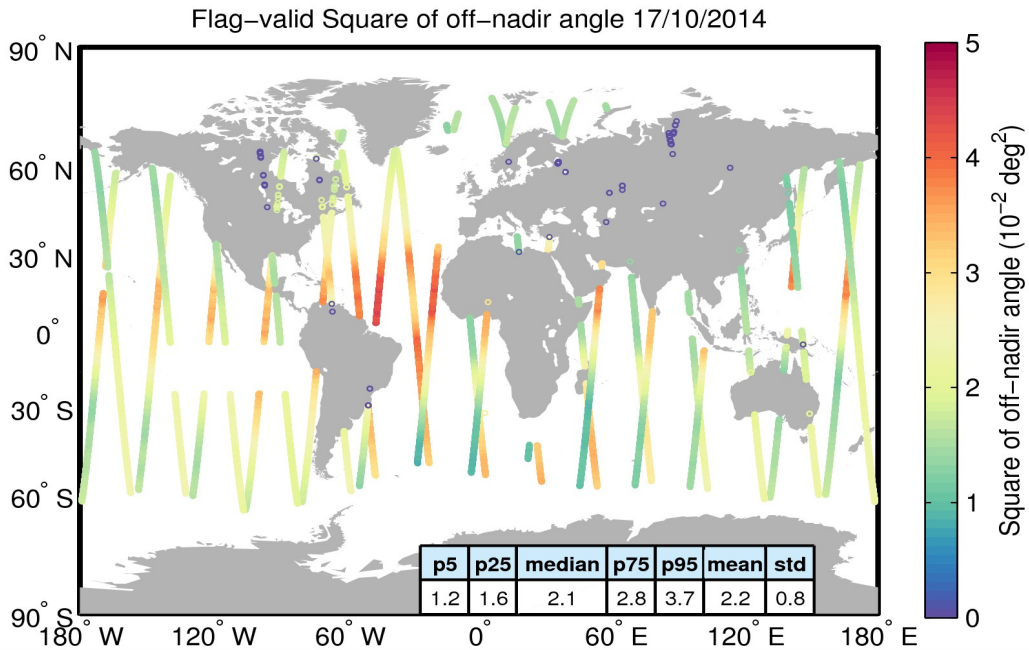 Flag−valid Square of off−nadir angle 17/10/2014
90° N
60° N
30° N
0°
30° S
60° S
90° S
180° W
120° W
60° W
0°
60° E
120° E
180° E
p5 p25 median p75 p95 mean std
1.2 1.6 2.1 2.8 3.7 2.2 0.8
5
4
3
2
1
0
Square of off−nadir angle (10⁻² deg²)